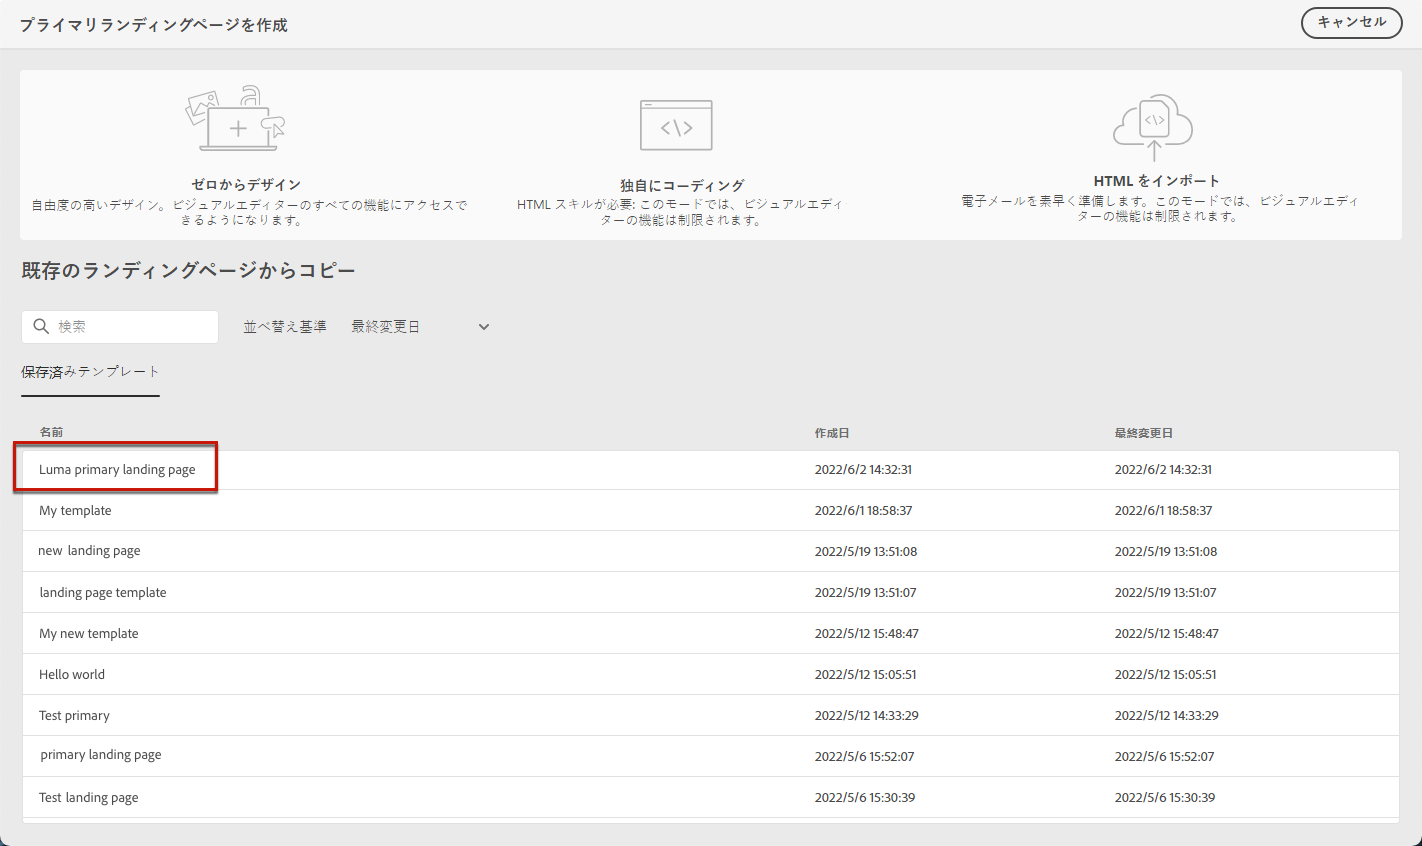 プライマリランディングページを作成
キャンセル
ゼロからデザイン
自由度の高いデザイン。ビジュアルエディターのすべての機能にアクセスで
きるようになります。
独自にコーディング
HTML スキルが必要: このモードでは、ビジュアルエディ
ターの機能は制限されます。
HTML をインポート
電子メールを素早く準備します。このモードでは、ビジュアルエディ
ターの機能は制限されます。
既存のランディングページからコピー
検索
並べ替え基準 最終変更日
保存済みテンプレート
名前 作成日 最終変更日
Luma primary landing page 2022/6/2 14:32:31 2022/6/2 14:32:31
My template 2022/6/1 18:58:37 2022/6/1 18:58:37
new landing page 2022/5/19 13:51:08 2022/5/19 13:51:08
landing page template 2022/5/19 13:51:07 2022/5/19 13:51:07
My new template 2022/5/12 15:48:47 2022/5/12 15:48:47
Hello world 2022/5/12 15:05:51 2022/5/12 15:05:51
Test primary 2022/5/12 14:33:29 2022/5/12 14:33:29
primary landing page 2022/5/6 15:52:07 2022/5/6 15:52:07
Test landing page 2022/5/6 15:30:39 2022/5/6 15:30:39